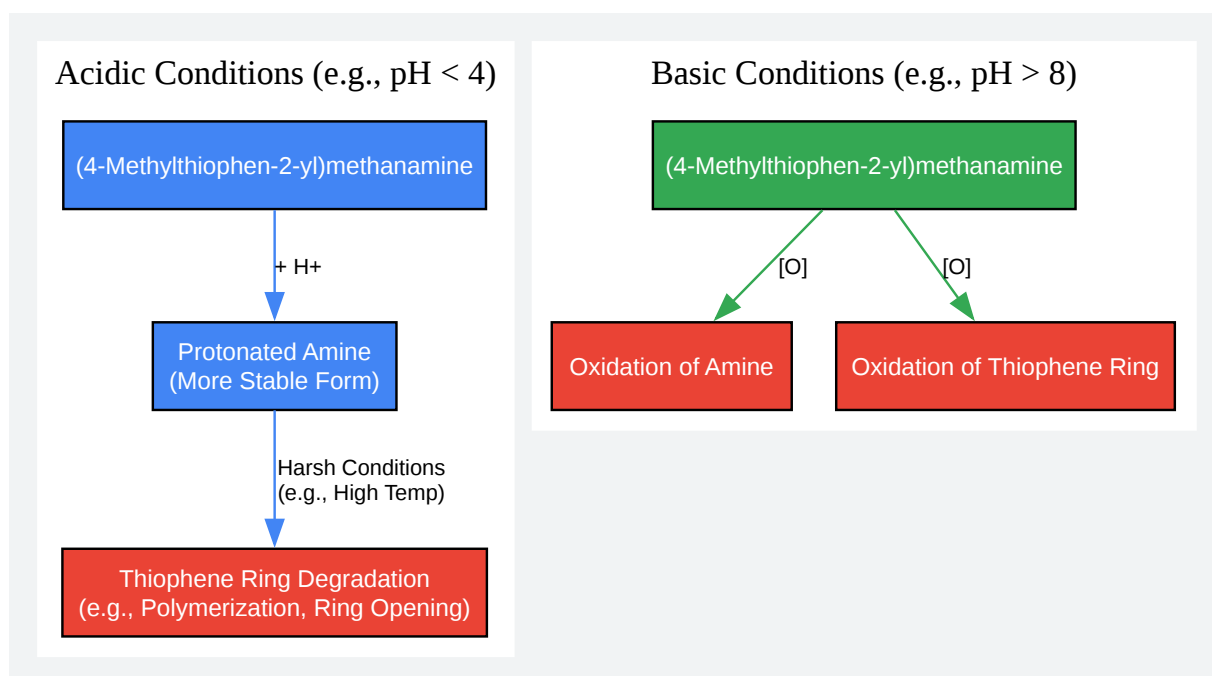 Acidic Conditions (e.g., pH < 4)
(4-Methylthiophen-2-yl)methanamine
+ H+
Protonated Amine
(More Stable Form)
Harsh Conditions
(e.g., High Temp)
Thiophene Ring Degradation
(e.g., Polymerization, Ring Opening)
Basic Conditions (e.g., pH > 8)
(4-Methylthiophen-2-yl)methanamine
[O]
[O]
Oxidation of Amine
Oxidation of Thiophene Ring